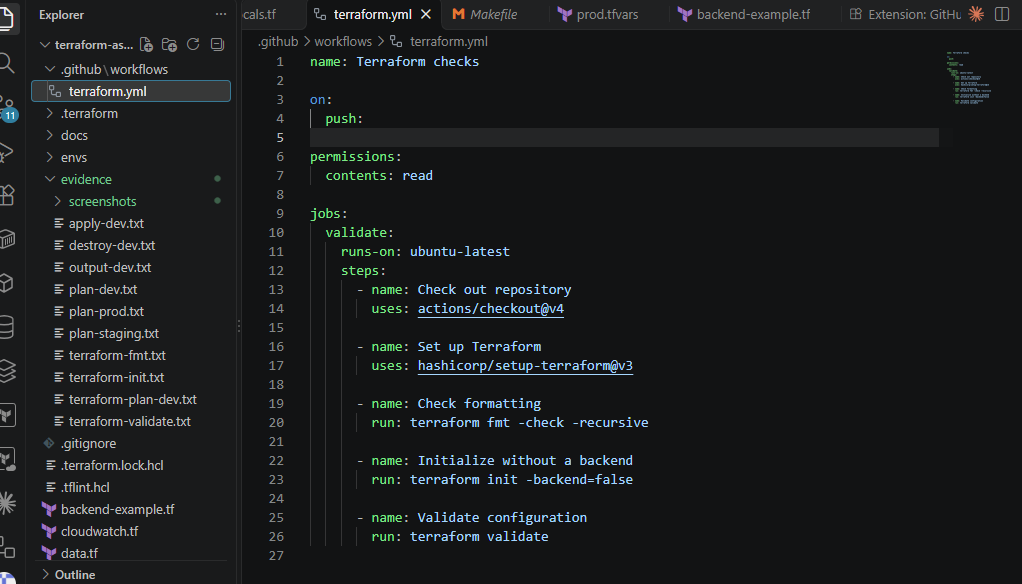 Explorer
terraform-as...
.github\workflows
terraform.yml
.terraform
docs
envs
evidence
screenshots
apply-dev.txt
destroy-dev.txt
output-dev.txt
plan-dev.txt
plan-prod.txt
plan-staging.txt
terraform-fmt.txt
terraform-init.txt
terraform-plan-dev.txt
terraform-validate.txt
.gitignore
.terraform.lock.hcl
.tflint.hcl
backend-example.tf
cloudwatch.tf
data.tf
Outline
11
cals.tf
terraform.yml
Makefile
prod.tfvars
backend-example.tf
Extension: GitHu
.github > workflows > terraform.yml
1 name: Terraform checks
2
3 on:
4 push:
5
6 permissions:
7 contents: read
8
9 jobs:
10 validate:
11 runs-on: ubuntu-latest
12 steps:
13 - name: Check out repository
14 uses: actions/checkout@v4
15
16 - name: Set up Terraform
17 uses: hashicorp/setup-terraform@v3
18
19 - name: Check formatting
20 run: terraform fmt -check -recursive
21
22 - name: Initialize without a backend
23 run: terraform init -backend=false
24
25 - name: Validate configuration
26 run: terraform validate
27